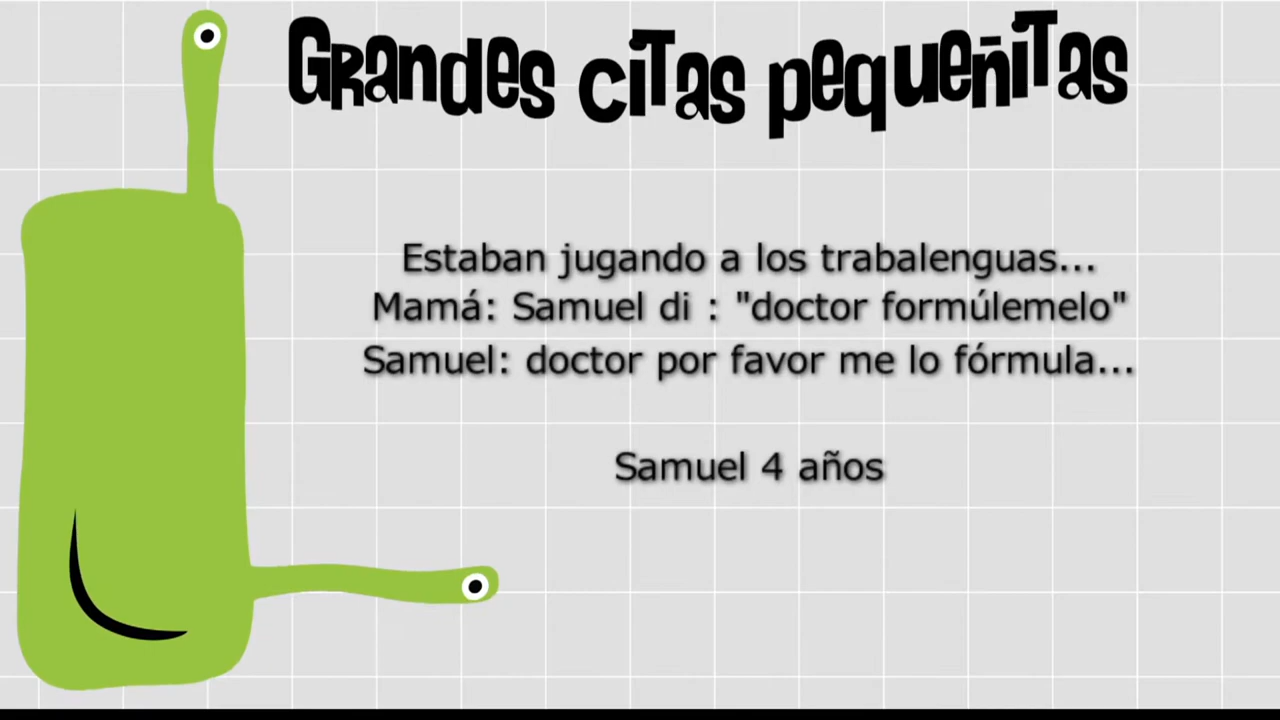 Grandes citas pequeñitas
Estaban jugando a los trabalenguas...
Mamá: Samuel di : "doctor formúlemelo"
Samuel: doctor por favor me lo fórmula...
Samuel 4 años